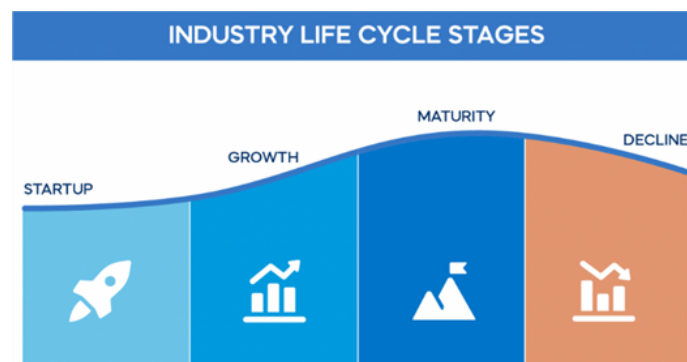 INDUSTRY LIFE CYCLE STAGES
STARTUP
GROWTH
MATURITY
DECLINE